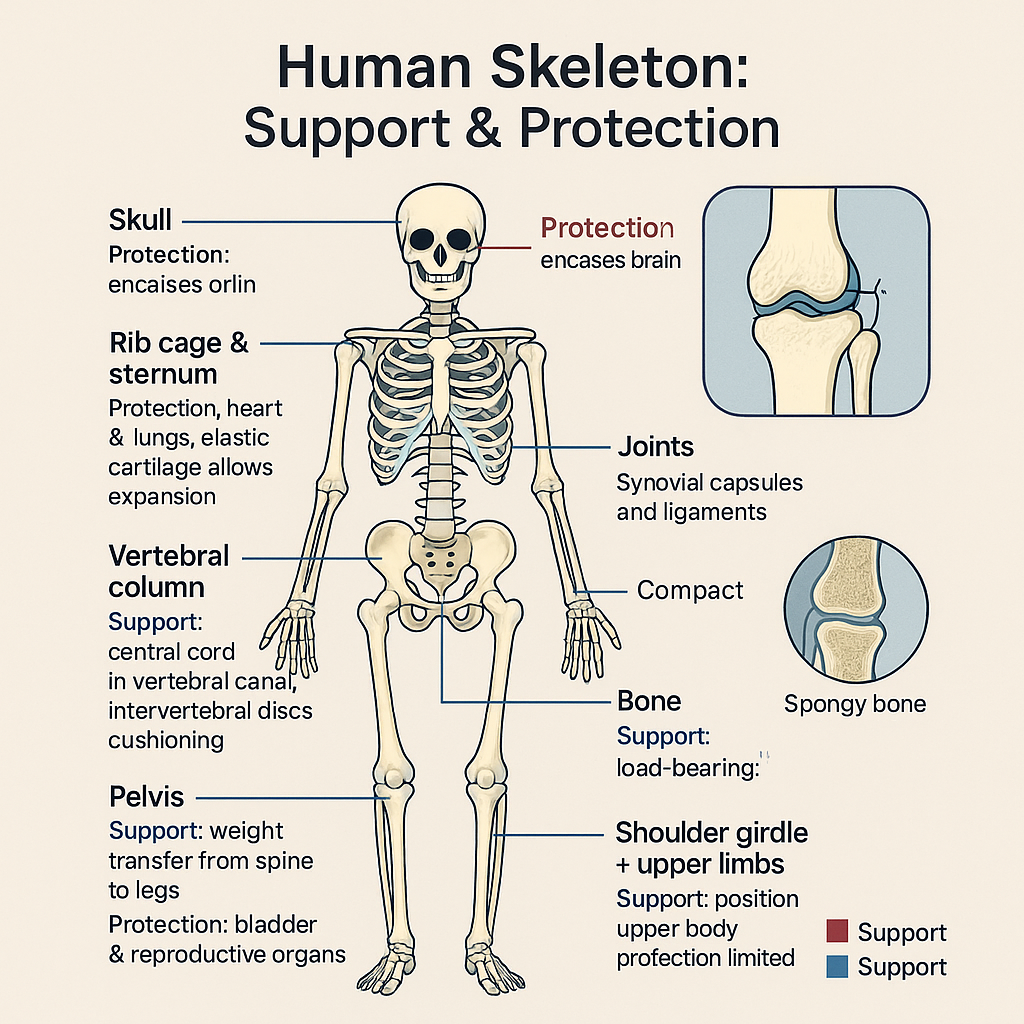 Human Skeleton:
Support & Protection
Skull
Protection:
encaises orlin
Protection
encases brain
Rib cage &
sternum
Protection, heart
& lungs, elastic
cartilage allows
expansion
Joints
Synovial capsules
and ligaments
Vertebral
column
Support:
central cord
in vertebral canal,
intervertebral discs
cushioning
Compact
Spongy bone
Bone
Support:
load-bearing:
Pelvis
Support: weight
transfer from spine
to legs
Protection: bladder
& reproductive organs
Shoulder girdle
+ upper limbs
Support: position
upper body
profection limited
Support
Support